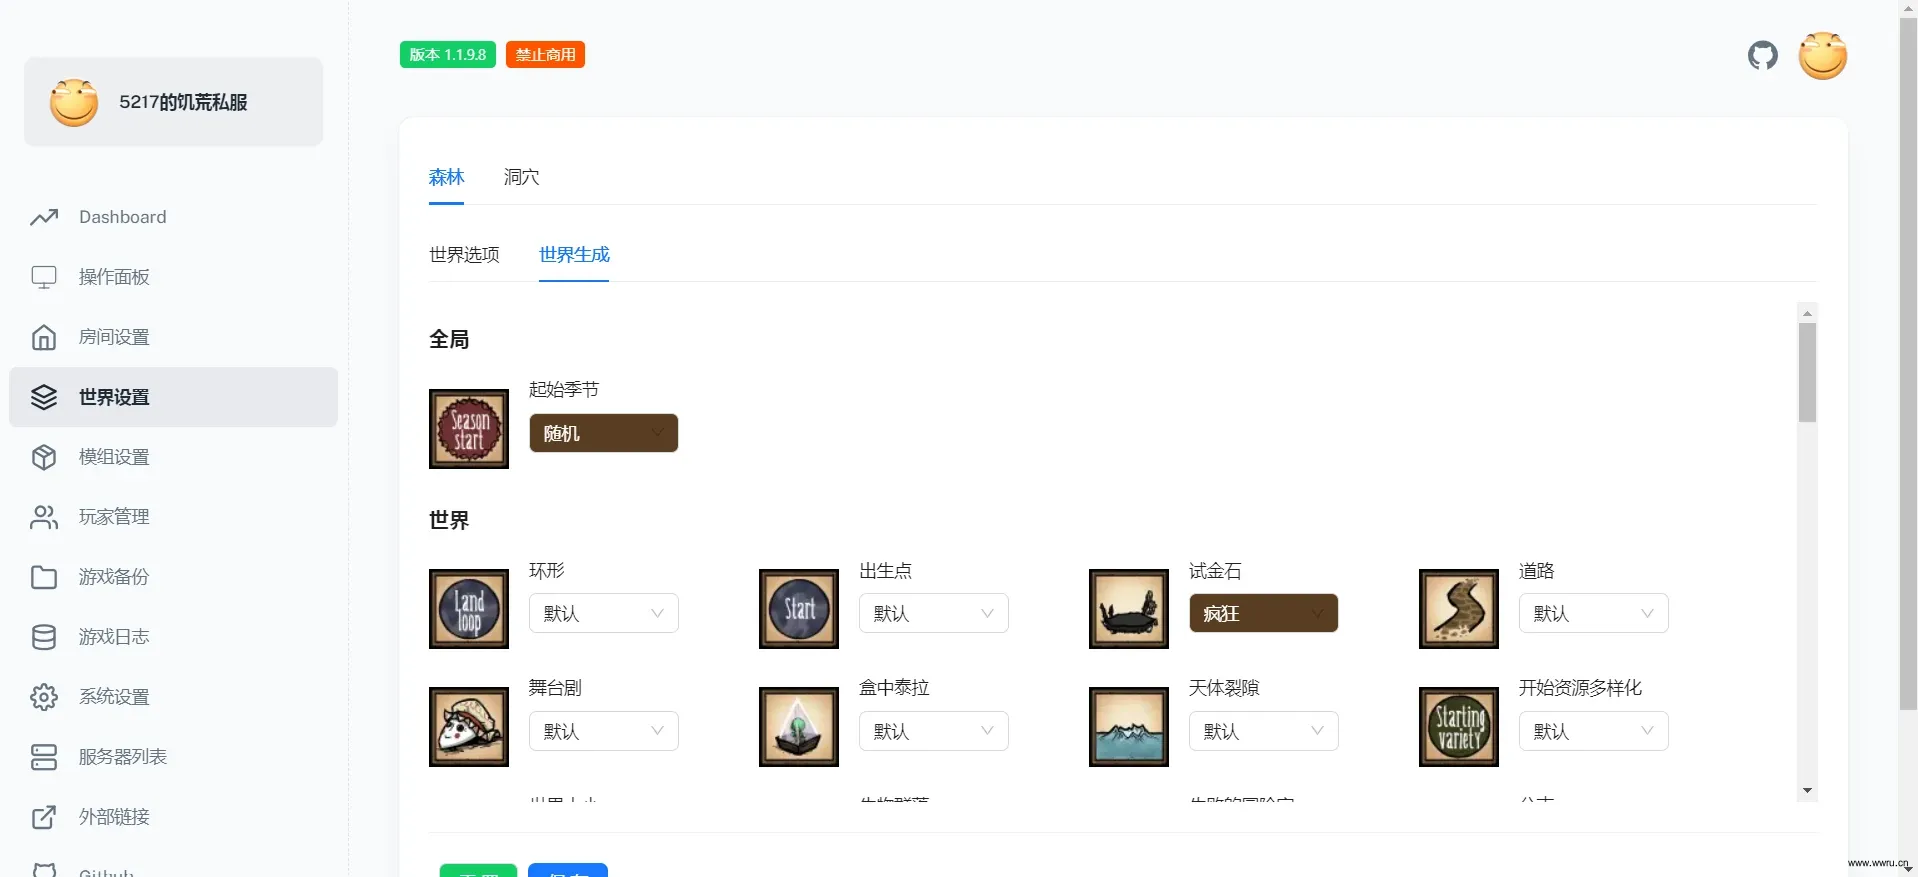 版本 1.1.9.8
禁止商用
5217的饥荒私服
Dashboard
操作面板
房间设置
世界设置
模组设置
玩家管理
游戏备份
游戏日志
系统设置
服务器列表
外部链接
Github
森林
洞穴
世界选项
世界生成
全局
Season start
起始季节
随机
世界
Land loop
环形
默认
Start
出生点
默认
试金石
疯狂
道路
默认
舞台剧
默认
盒中泰拉
默认
天体裂隙
默认
Starting variety
开始资源多样化
默认
www.wwru.cn